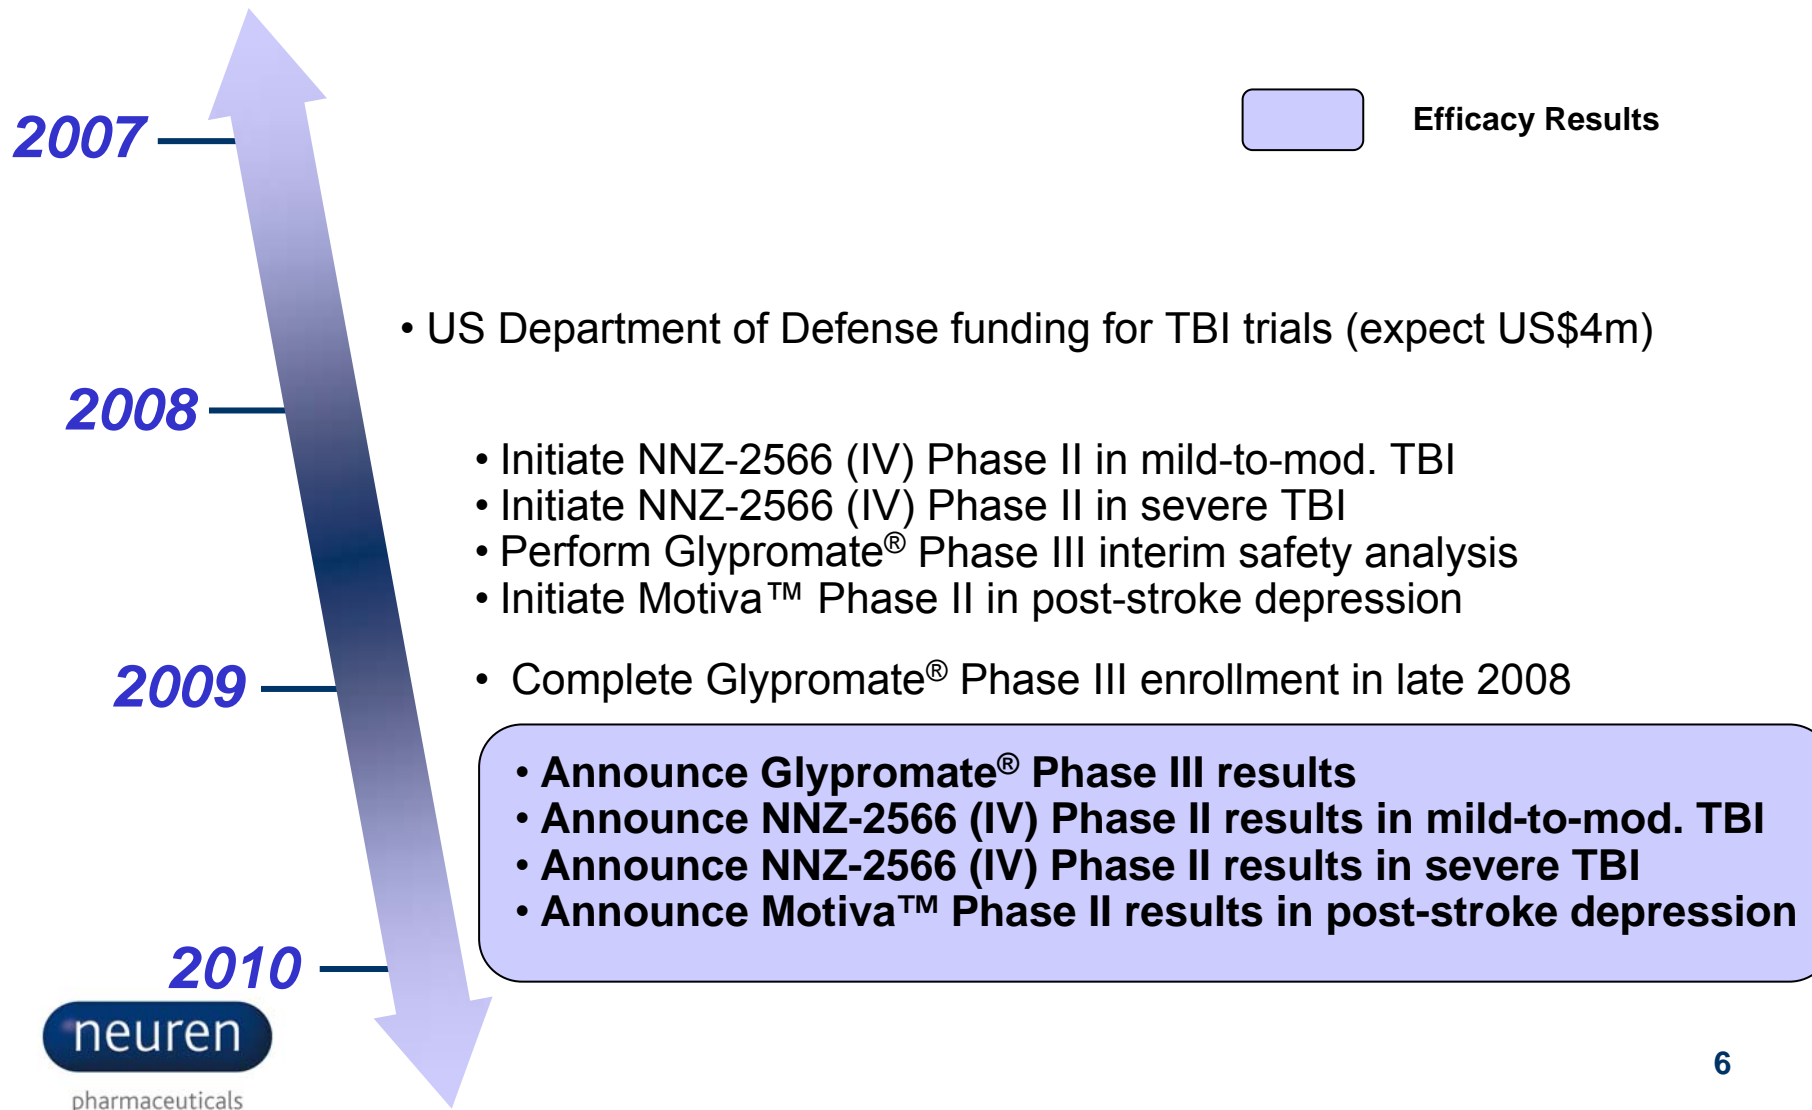 2007
Efficacy Results
• US Department of Defense funding for TBI trials (expect US$4m)
2008
• Initiate NNZ-2566 (IV) Phase II in mild-to-mod. TBI
• Initiate NNZ-2566 (IV) Phase II in severe TBI
• Perform Glypromate® Phase III interim safety analysis
• Initiate Motiva™ Phase II in post-stroke depression
2009
• Complete Glypromate® Phase III enrollment in late 2008
• Announce Glypromate® Phase III results
• Announce NNZ-2566 (IV) Phase II results in mild-to-mod. TBI
• Announce NNZ-2566 (IV) Phase II results in severe TBI
• Announce Motiva™ Phase II results in post-stroke depression
2010
neuren
pharmaceuticals
6